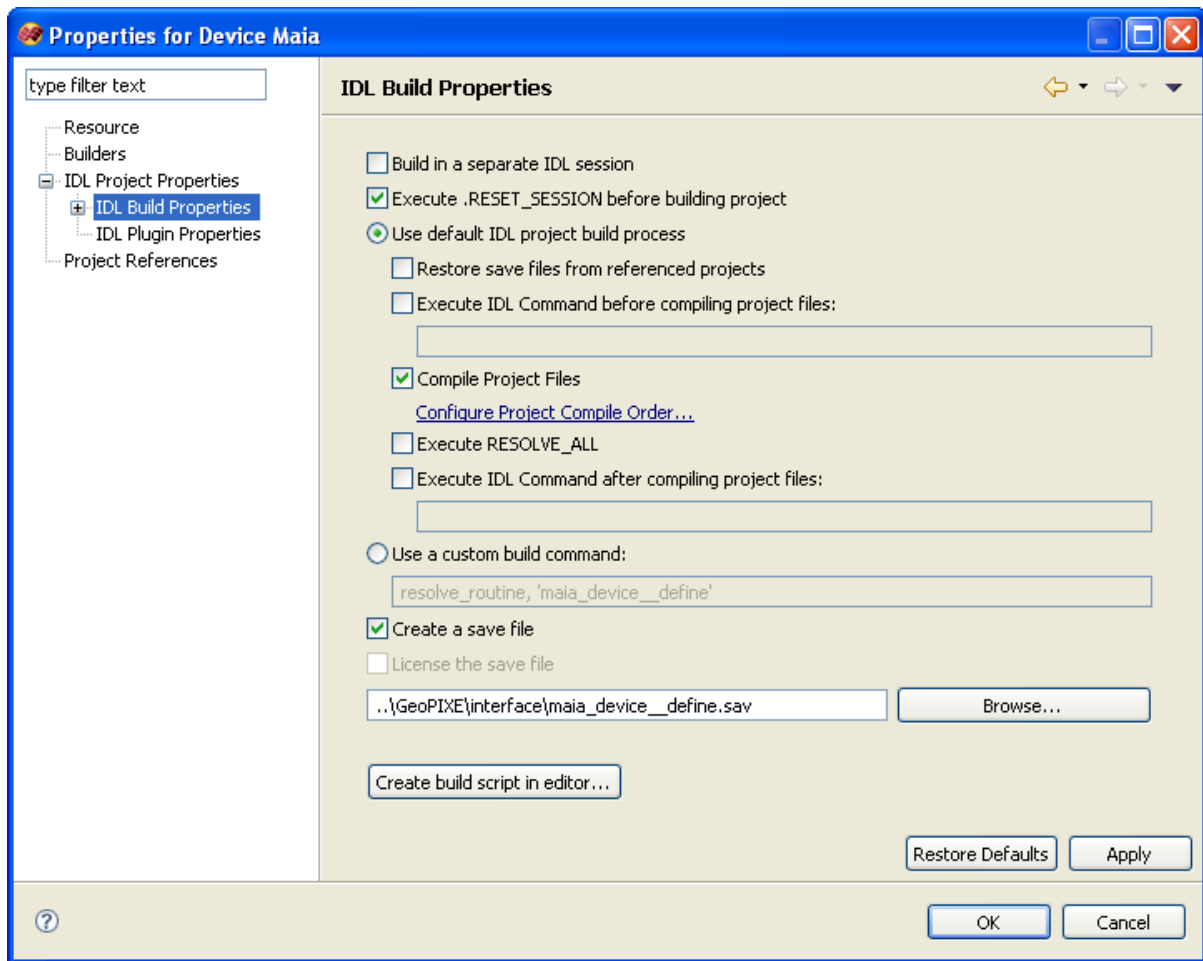 Properties for Device Maia
type filter text
Resource
Builders
IDL Project Properties
IDL Build Properties
IDL Plugin Properties
Project References
IDL Build Properties
Build in a separate IDL session
Execute .RESET_SESSION before building project
Use default IDL project build process
Restore save files from referenced projects
Execute IDL Command before compiling project files:
Compile Project Files
Configure Project Compile Order...
Execute RESOLVE_ALL
Execute IDL Command after compiling project files:
Use a custom build command:
resolve_routine, 'maia_device__define'
Create a save file
License the save file
..\GeoPIXE\interface\maia_device__define.sav
Browse...
Create build script in editor...
Restore Defaults
Apply
OK
Cancel